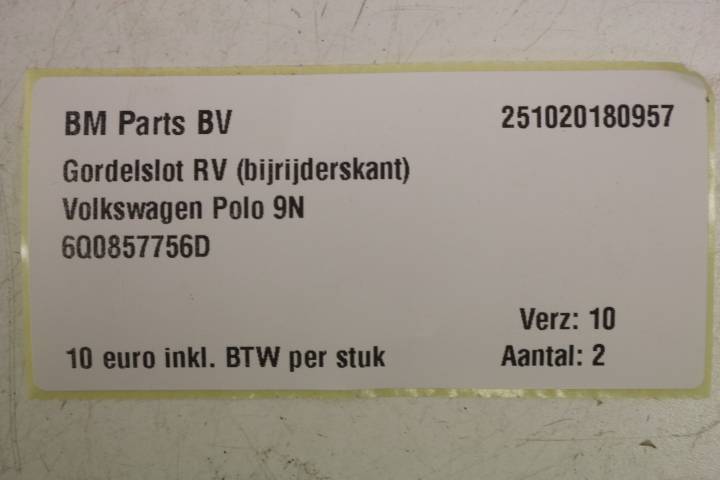 BM Parts BV 251020180957
Gordelslot RV (bijrijderskant)
Volkswagen Polo 9N
6Q0857756D
Verz: 10
10 euro inkl. BTW per stuk Aantal: 2